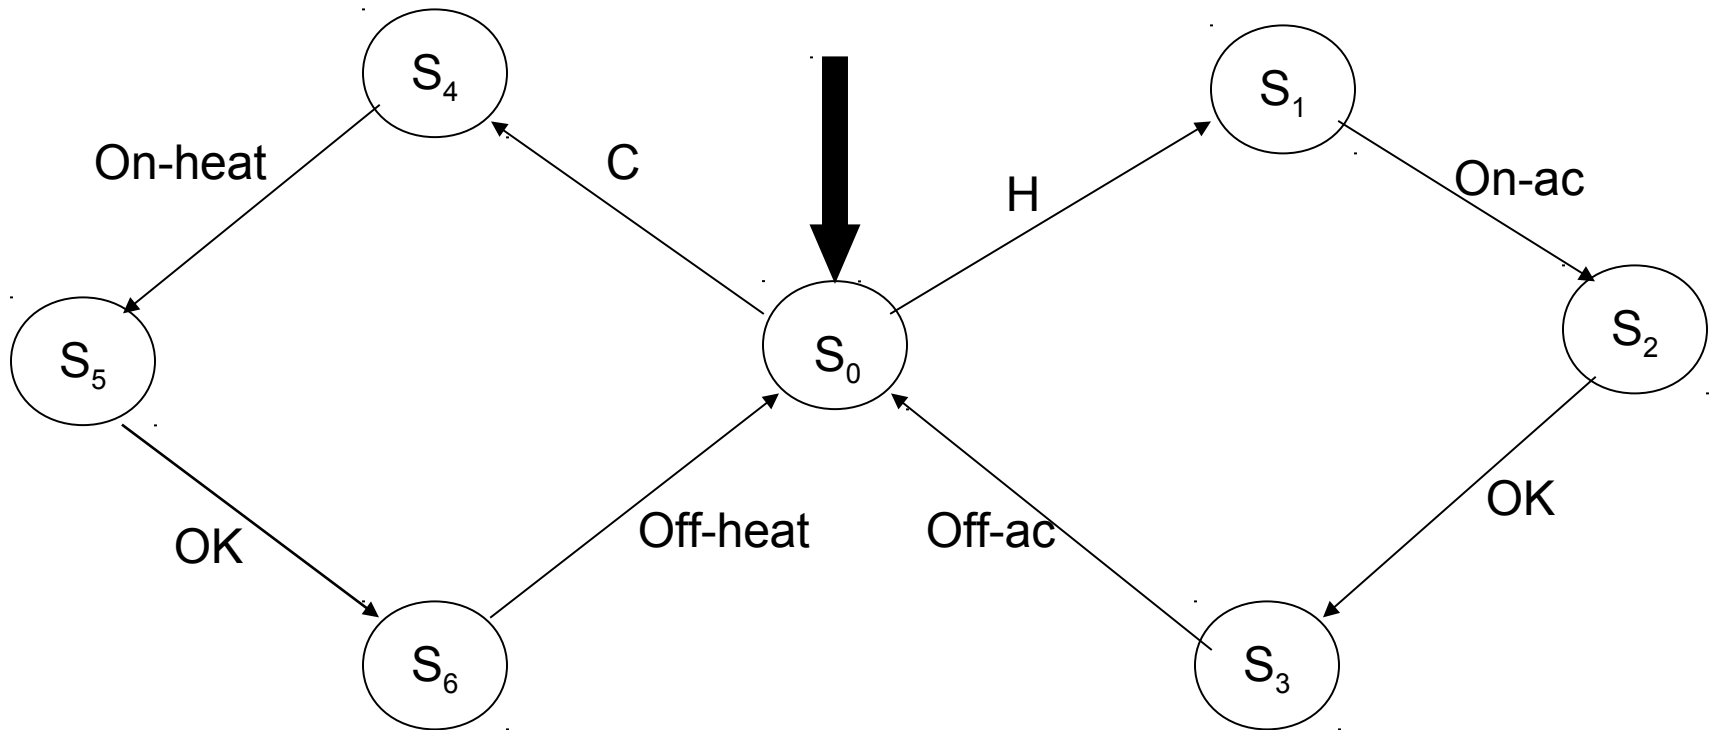 S4
S1
On-heat
C
H
On-ac
S5
S0
S2
OK
Off-heat
Off-ac
OK
S6
S3